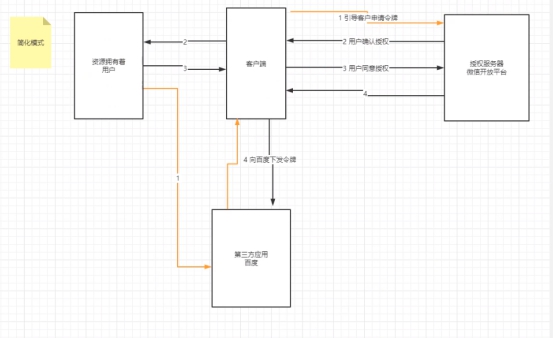 简化模式
资源拥有着
用户
2
3
客户端
1 引导客户申请令牌
2 用户确认授权
3 用户同意授权
4
授权服务器
微信开放平台
1
4 向百度下发令牌
第三方应用
百度